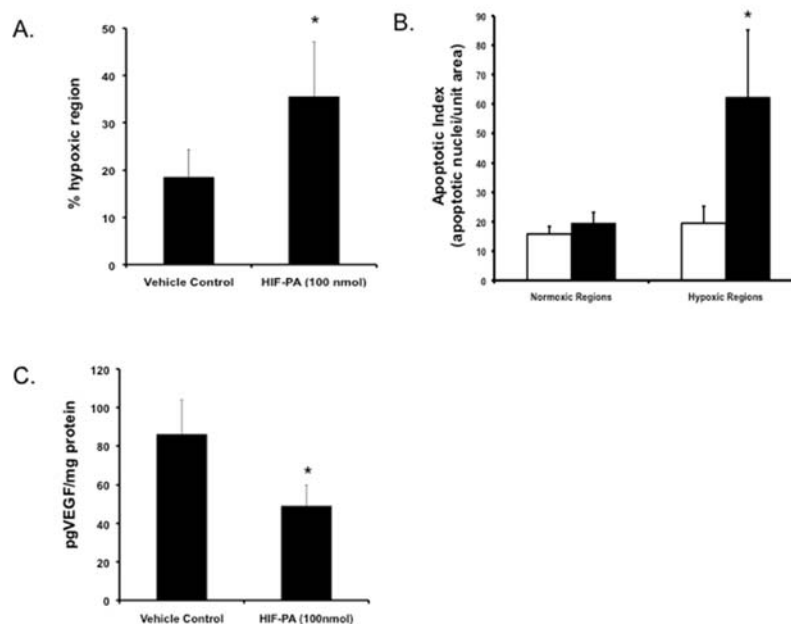 A.
% hypoxic region
50
40
30
20
10
0
*
Vehicle Control
HIF-PA (100 nmol)
B.
Apoptotic Index
(apoptotic nuclei/unit area)
90
80
70
60
50
40
30
20
10
0
*
Normoxic Regions
Hypoxic Regions
C.
pgVEGF/mg protein
120
100
80
60
40
20
0
*
Vehicle Control
HIF-PA (100nmol)